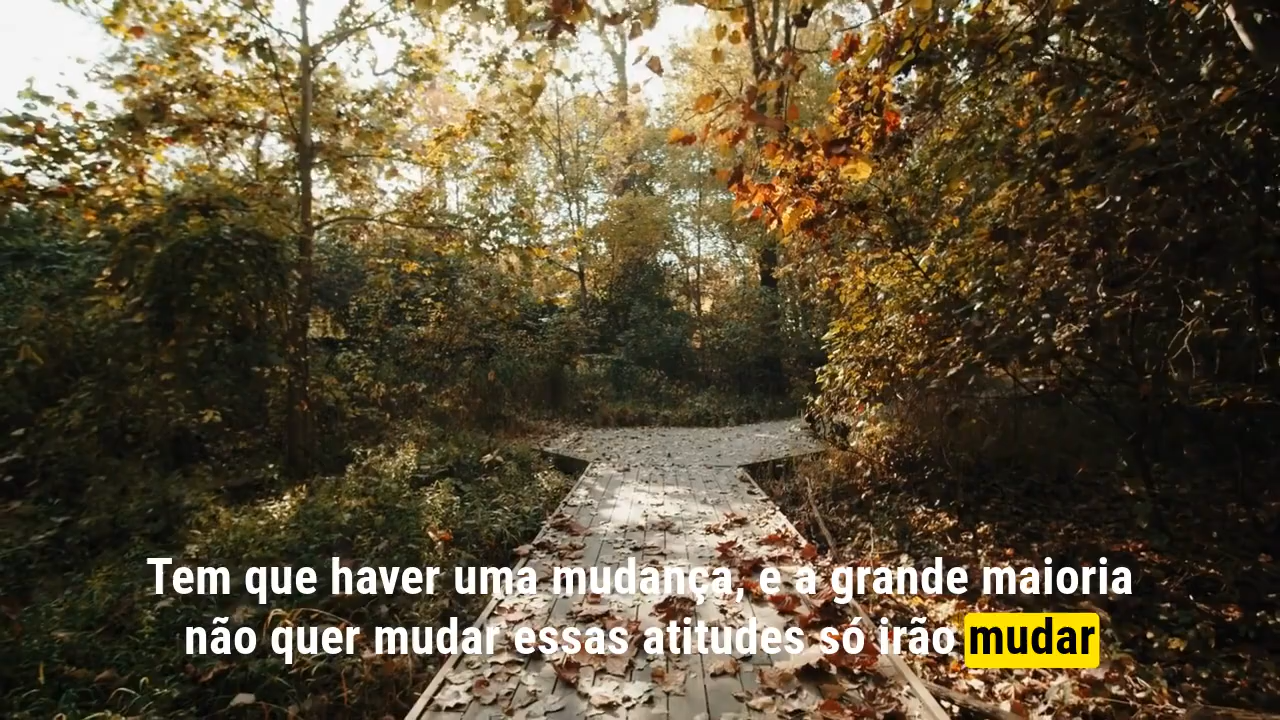 Tem que haver uma mudança, e a grande maioria
não quer mudar essas atitudes só irão mudar